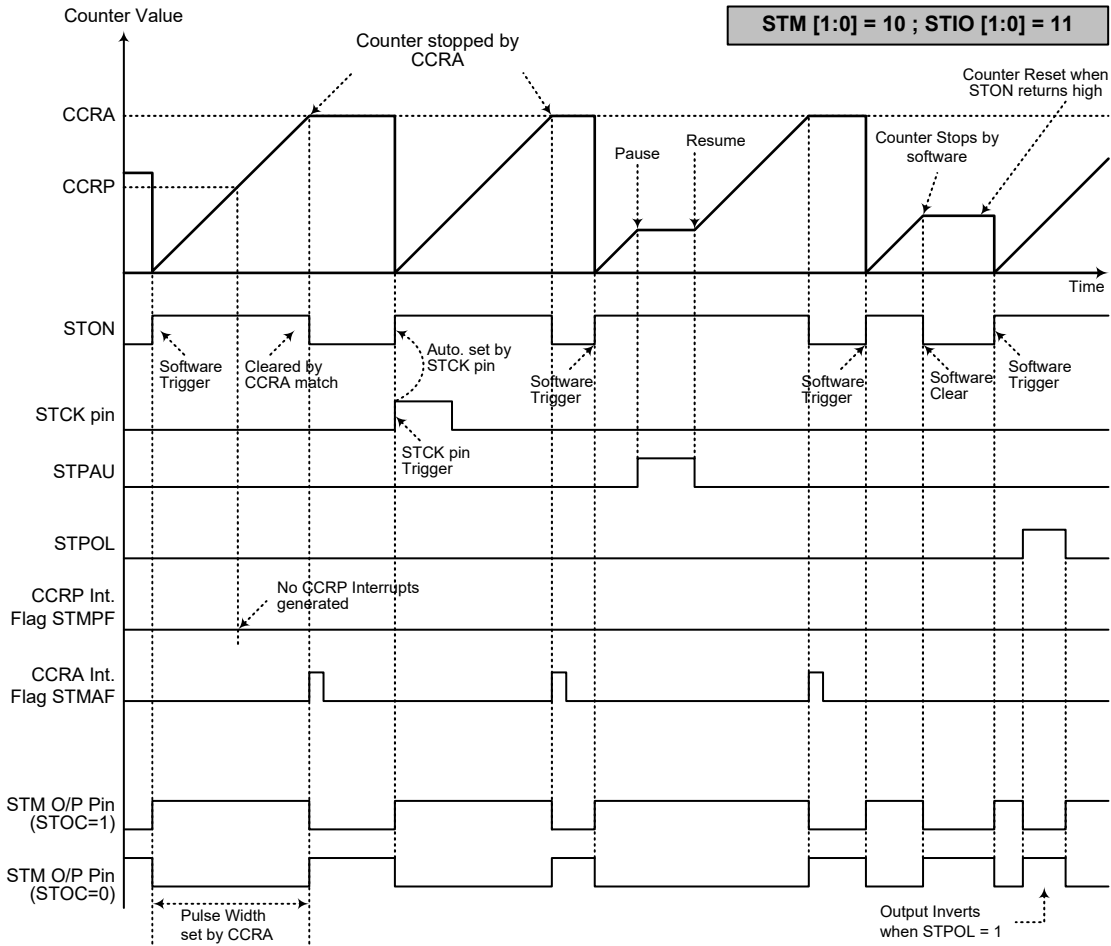 Counter Value
STM [1:0] = 10 ; STIO [1:0] = 11
Counter stopped by
CCRA
Counter Reset when
STON returns high
CCRA
Pause
Resume
Counter Stops by
software
CCRP
Time
STON
Software
Trigger
Cleared by
CCRA match
Auto. set by
STCK pin
Software
Trigger
Software
Trigger
Software
Clear
Software
Trigger
STCK pin
STCK pin
Trigger
STPAU
STPOL
CCRP Int.
Flag STMPF
No CCRP Interrupts
generated
CCRA Int.
Flag STMAF
STM O/P Pin
(STOC=1)
STM O/P Pin
(STOC=0)
Pulse Width
set by CCRA
Output Inverts
when STPOL = 1